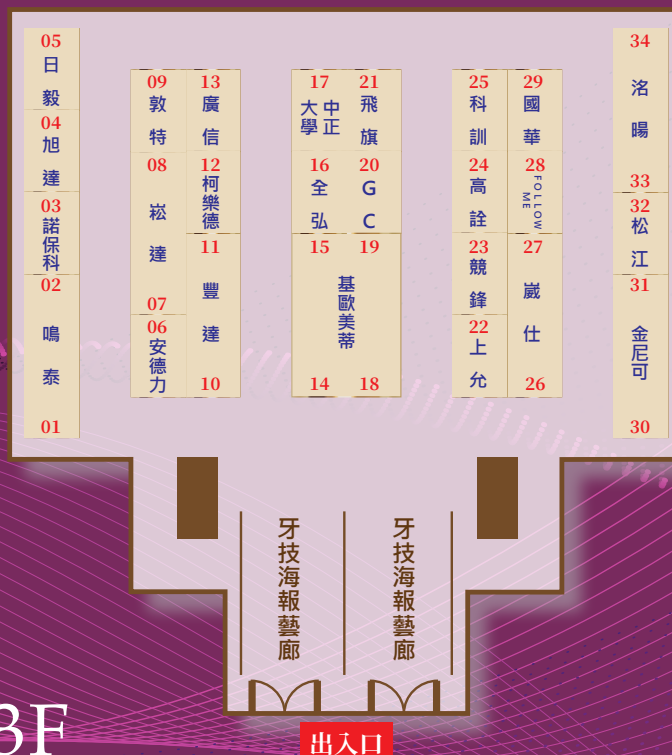 05
日毅
04
旭達
03
諾保科
02
鳴泰
01
09
敦特
08
崧達
07
06
安德力
13
廣信
12
柯樂德
11
豐達
10
17
中正
大學
16
全弘
15
14
21
飛旗
20
GC
19
18
基歐美蒂
25
科訓
24
高詮
23
競鋒
22
上允
29
國華
28
FOLLOW
ME
27
崴仕
26
34
洺暘
33
32
松江
31
金尼可
30
牙技海報藝廊
牙技海報藝廊
3F
出入口